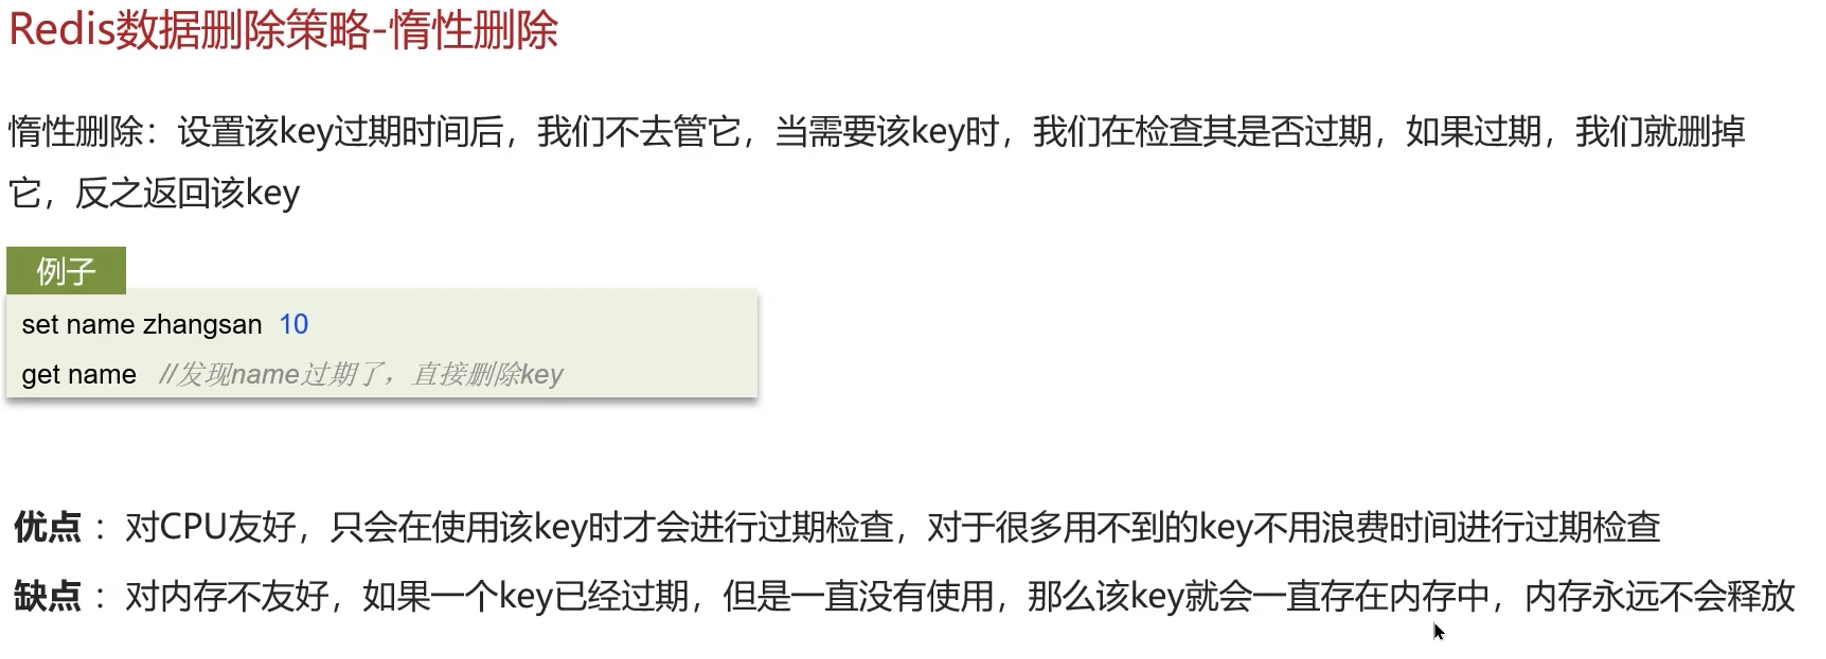 Redis数据删除策略-惰性删除
惰性删除：设置该key过期时间后，我们不去管它，当需要该key时，我们在检查其是否过期，如果过期，我们就删掉
它，反之返回该key
例子
set name zhangsan 10
get name //发现name过期了，直接删除key
优点 ：对CPU友好，只会在使用该key时才会进行过期检查，对于很多用不到的key不用浪费时间进行过期检查
缺点 ：对内存不友好，如果一个key已经过期，但是一直没有使用，那么该key就会一直存在内存中，内存永远不会释放